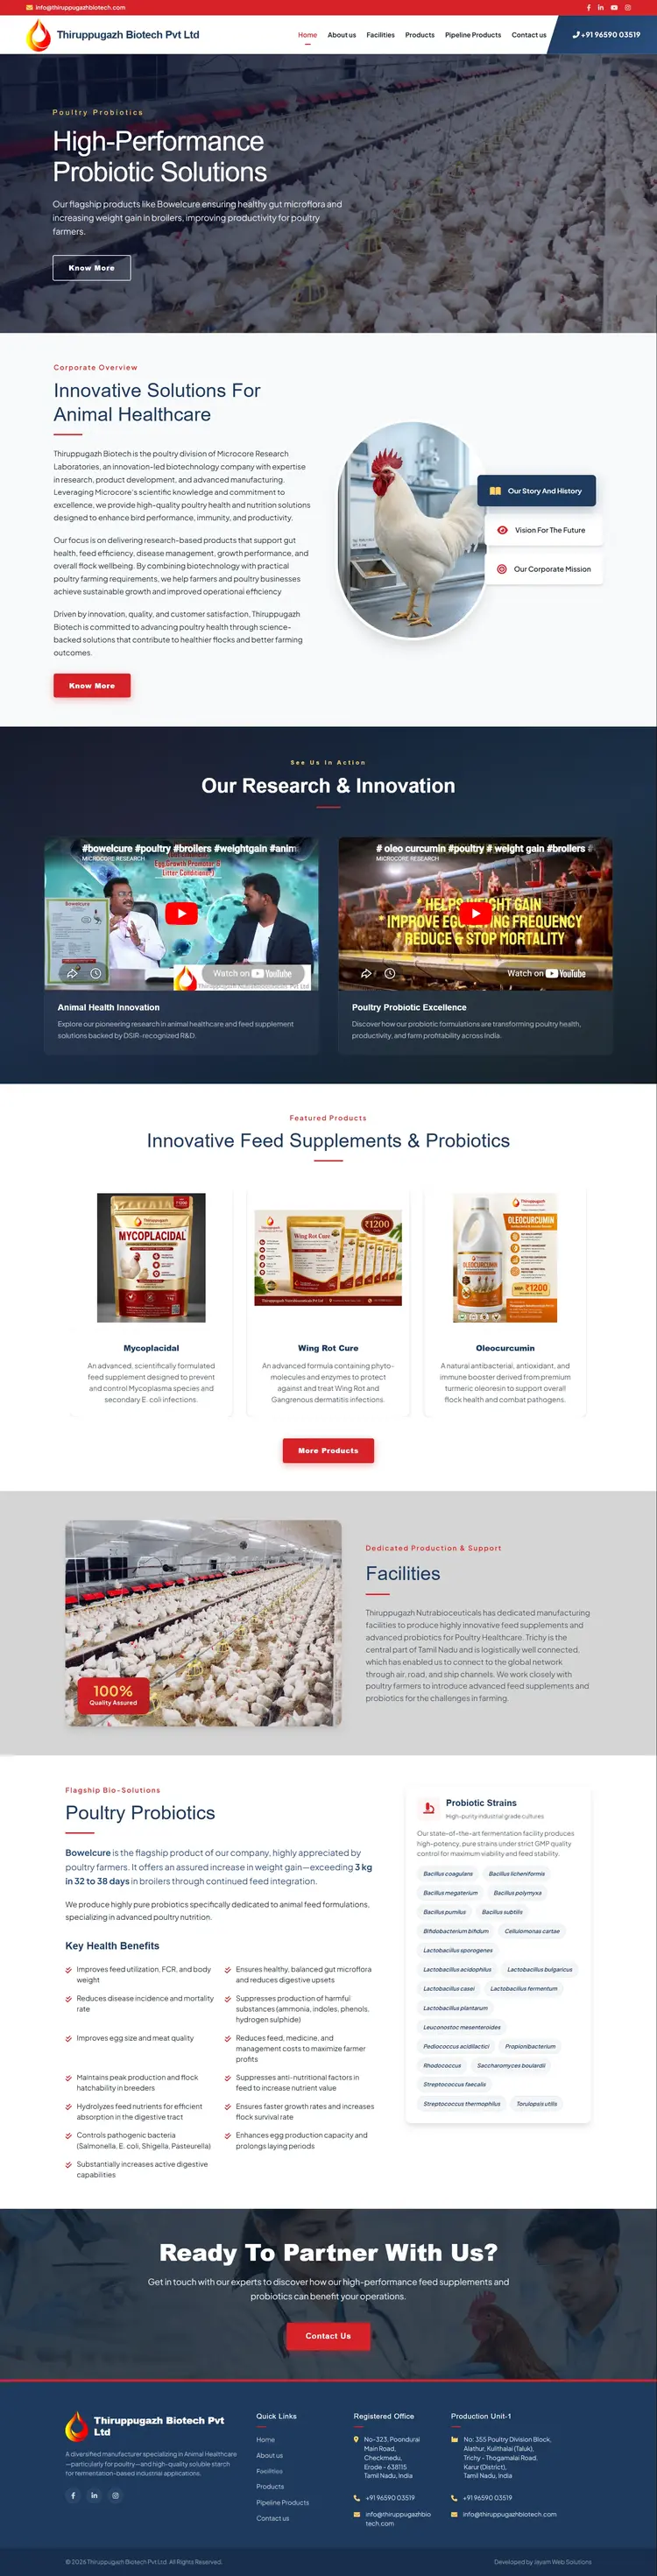 info@thiruppugazhbiotech.com
Thiruppugazh Biotech Pvt Ltd
Home
About us
Facilities
Products
Pipeline Products
Contact us
+91 96590 03519
Poultry Probiotics
High-Performance
Probiotic Solutions
Our flagship products like Bowelcure ensuring healthy gut microflora and
increasing weight gain in broilers, improving productivity for poultry
farmers.
Know More
Corporate Overview
Innovative Solutions For
Animal Healthcare
Thiruppugazh Biotech is the poultry division of Microcore Research
Laboratories, an innovation-led biotechnology company with expertise
in research, product development, and advanced manufacturing.
Leveraging Microcore's scientific knowledge and commitment to
excellence, we provide high-quality poultry health and nutrition solutions
designed to enhance bird performance, immunity, and productivity.
Our focus is on delivering research-based products that support gut
health, feed efficiency, disease management, growth performance, and
overall flock wellbeing. By combining biotechnology with practical
poultry farming requirements, we help farmers and poultry businesses
achieve sustainable growth and improved operational efficiency
Driven by innovation, quality, and customer satisfaction, Thiruppugazh
Biotech is committed to advancing poultry health through science-
backed solutions that contribute to healthier flocks and better farming
outcomes.
Know More
Our Story And History
Vision For The Future
Our Corporate Mission
See Us In Action
Our Research & Innovation
#bowelcure #poultry #broilers #weightgain #anim
MICROCORE RESEARCH
Egg Growth Promoter &
Litter Conditioner)
Bowelcure
Watch on YouTube
Animal Health Innovation
Explore our pioneering research in animal healthcare and feed supplement
solutions backed by DSIR-recognized R&D.
# oleo curcumin #poultry # weight gain #broilers #
MICROCORE RESEARCH
* HELPS WEIGHT GAIN
* IMPROVE EGG LAYING FREQUENCY
REDUCE & STOP MORTALITY
Watch on YouTube
Poultry Probiotic Excellence
Discover how our probiotic formulations are transforming poultry health,
productivity, and farm profitability across India.
Featured Products
Innovative Feed Supplements & Probiotics
Thiruppugazh
MYCOPLACIDAL
Mycoplacidal
An advanced, scientifically formulated
feed supplement designed to prevent
and control Mycoplasma species and
secondary E. coli infections.
Wing Rot Cure
₹1200
Wing Rot Cure
An advanced formula containing phyto-
molecules and enzymes to protect
against and treat Wing Rot and
Gangrenous dermatitis infections.
Thiruppugazh
OLEOCURCUMIN
OLEOCURCUMIN
₹1200
Oleocurcumin
A natural antibacterial, antioxidant, and
immune booster derived from premium
turmeric oleoresin to support overall
flock health and combat pathogens.
More Products
100%
Quality Assured
Dedicated Production & Support
Facilities
Thiruppugazh Nutrabioceuticals has dedicated manufacturing
facilities to produce highly innovative feed supplements and
advanced probiotics for Poultry Healthcare. Trichy is the
central part of Tamil Nadu and is logistically well connected,
which has enabled us to connect to the global network
through air, road, and ship channels. We work closely with
poultry farmers to introduce advanced feed supplements and
probiotics for the challenges in farming.
Flagship Bio-Solutions
Poultry Probiotics
Bowelcure is the flagship product of our company, highly appreciated by
poultry farmers. It offers an assured increase in weight gain—exceeding 3 kg
in 32 to 38 days in broilers through continued feed integration.
We produce highly pure probiotics specifically dedicated to animal feed formulations,
specializing in advanced poultry nutrition.
Key Health Benefits
Improves feed utilization, FCR, and body
weight
Ensures healthy, balanced gut microflora
and reduces digestive upsets
Reduces disease incidence and mortality
rate
Suppresses production of harmful
substances (ammonia, indoles, phenols,
hydrogen sulphide)
Improves egg size and meat quality
Reduces feed, medicine, and
management costs to maximize farmer
profits
Maintains peak production and flock
hatchability in breeders
Suppresses anti-nutritional factors in
feed to increase nutrient value
Hydrolyzes feed nutrients for efficient
absorption in the digestive tract
Ensures faster growth rates and increases
flock survival rate
Controls pathogenic bacteria
(Salmonella, E. coli, Shigella, Pasteurella)
Enhances egg production capacity and
prolongs laying periods
Substantially increases active digestive
capabilities
Probiotic Strains
High-purity industrial grade cultures
Our state-of-the-art fermentation facility produces
high-potency, pure strains under strict GMP quality
control for maximum viability and feed stability.
Bacillus coagulans
Bacillus licheniformis
Bacillus megaterium
Bacillus polymyxa
Bacillus pumilus
Bacillus subtilis
Bifidobacterium bifidum
Cellulomonas cartae
Lactobacillus sporogenes
Lactobacillus acidophilus
Lactobacillus bulgaricus
Lactobacillus casei
Lactobacillus fermentum
Lactobacillus plantarum
Leuconostoc mesenteroides
Pediococcus acidilactici
Propionibacterium
Rhodococcus
Saccharomyces boulardii
Streptococcus faecalis
Streptococcus thermophilus
Torulopsis utilis
Ready To Partner With Us?
Get in touch with our experts to discover how our high-performance feed supplements and
probiotics can benefit your operations.
Contact Us
Thiruppugazh Biotech Pvt
Ltd
A diversified manufacturer specializing in Animal Healthcare
—particularly for poultry—and high-quality soluble starch
for fermentation-based industrial applications.
Quick Links
Home
About us
Facilities
Products
Pipeline Products
Contact us
Registered Office
No-323, Poondurai
Main Road,
Checkmedu,
Erode - 638115
Tamil Nadu, India
+91 96590 03519
info@thiruppugazhbio
tech.com
Production Unit-1
No: 355 Poultry Division Block,
Alathur, Kulithalai (Taluk),
Trichy - Thogamalai Road,
Karur (District),
Tamil Nadu, India
+91 96590 03519
info@thiruppugazhbiotech.com
© 2026 Thiruppugazh Biotech Pvt Ltd. All Rights Reserved.
Developed by Jayam Web Solutions